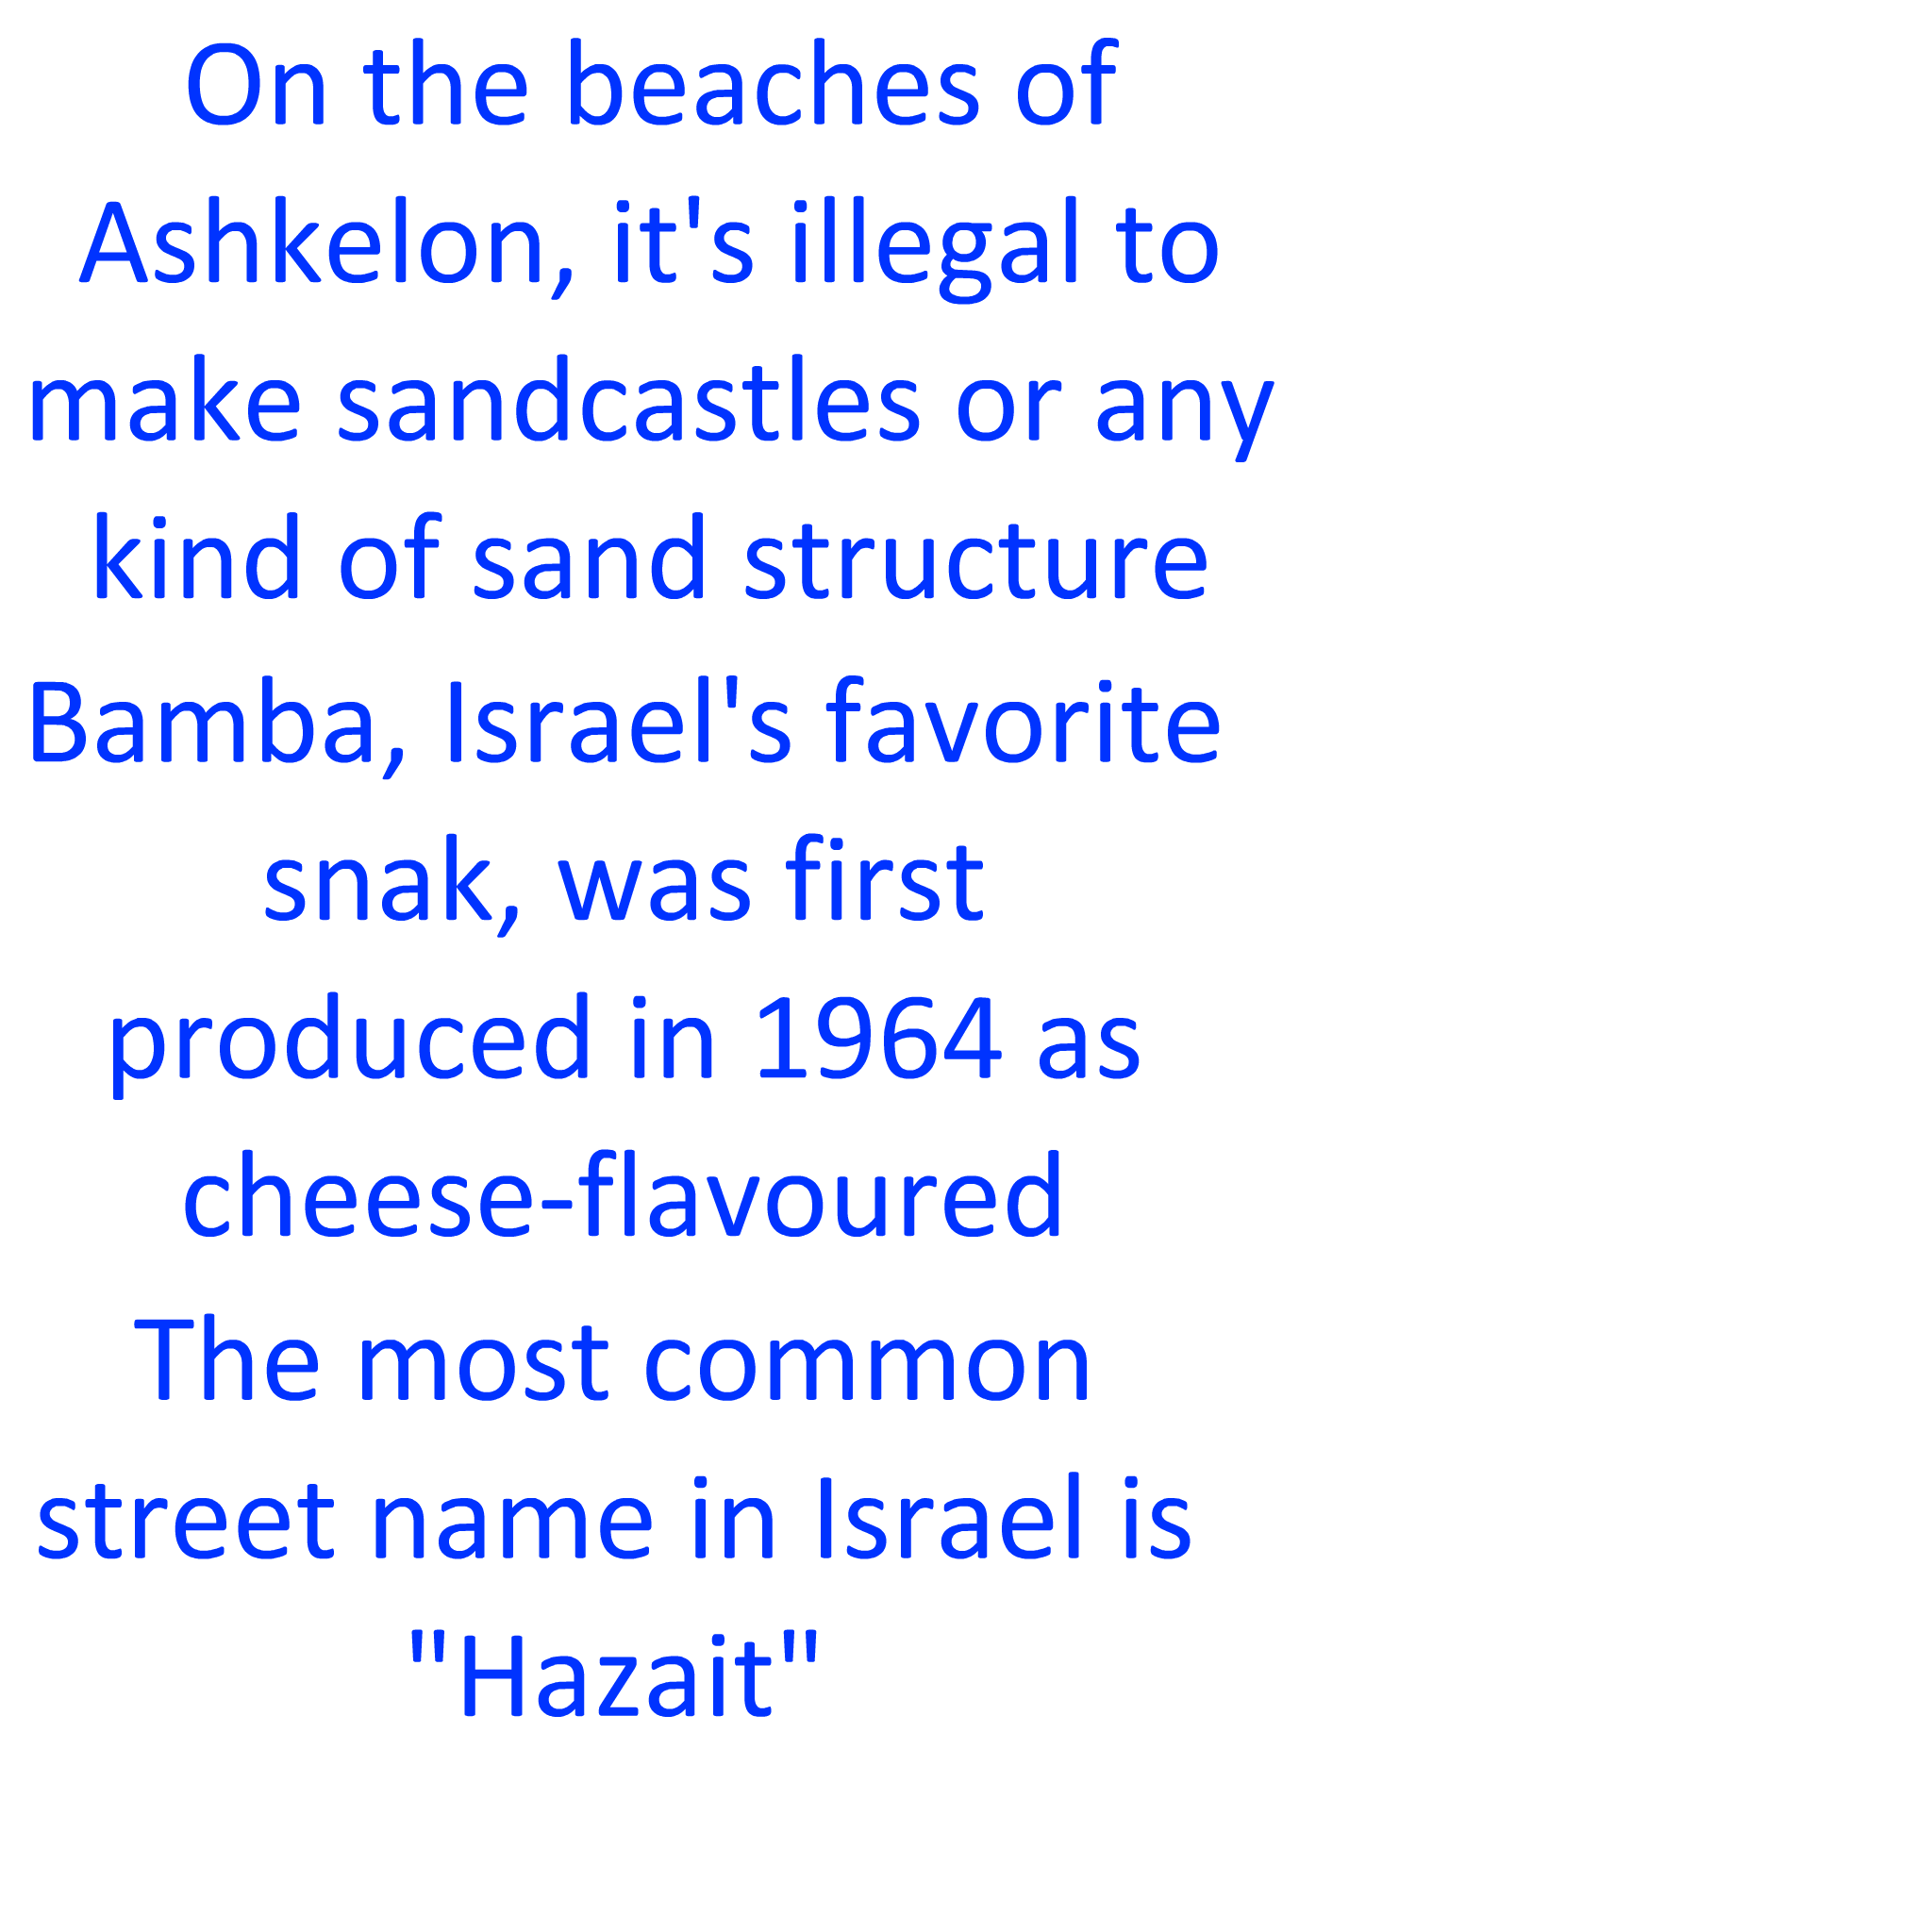 On the beaches of
Ashkelon, it's illegal to
make sandcastles or any
kind of sand structure
Bamba, Israel's favorite
snak, was first
produced in 1964 as
cheese-flavoured
The most common
street name in Israel is
"Hazait"